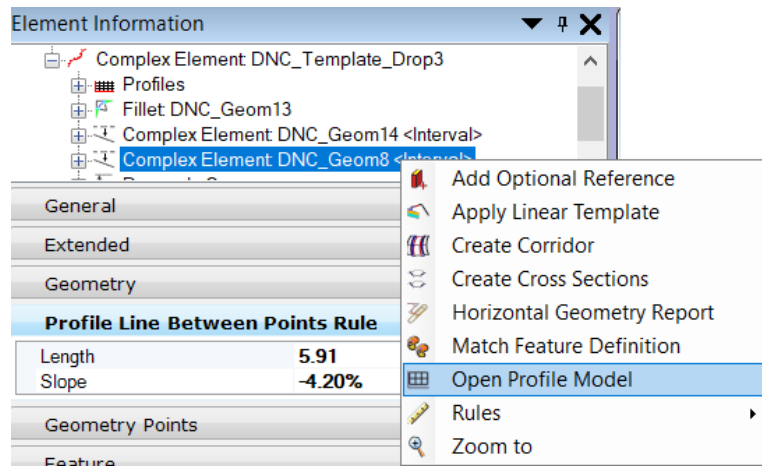 Element Information
Complex Element: DNC_Template_Drop3
Profiles
Fillet: DNC_Geom13
Complex Element: DNC_Geom14 <Interval>
Complex Element: DNC_Geom8 <Interval>
General
Extended
Geometry
Profile Line Between Points Rule
Length 5.91
Slope -4.20%
Geometry Points
Feature
Add Optional Reference
Apply Linear Template
Create Corridor
Create Cross Sections
Horizontal Geometry Report
Match Feature Definition
Open Profile Model
Rules
Zoom to